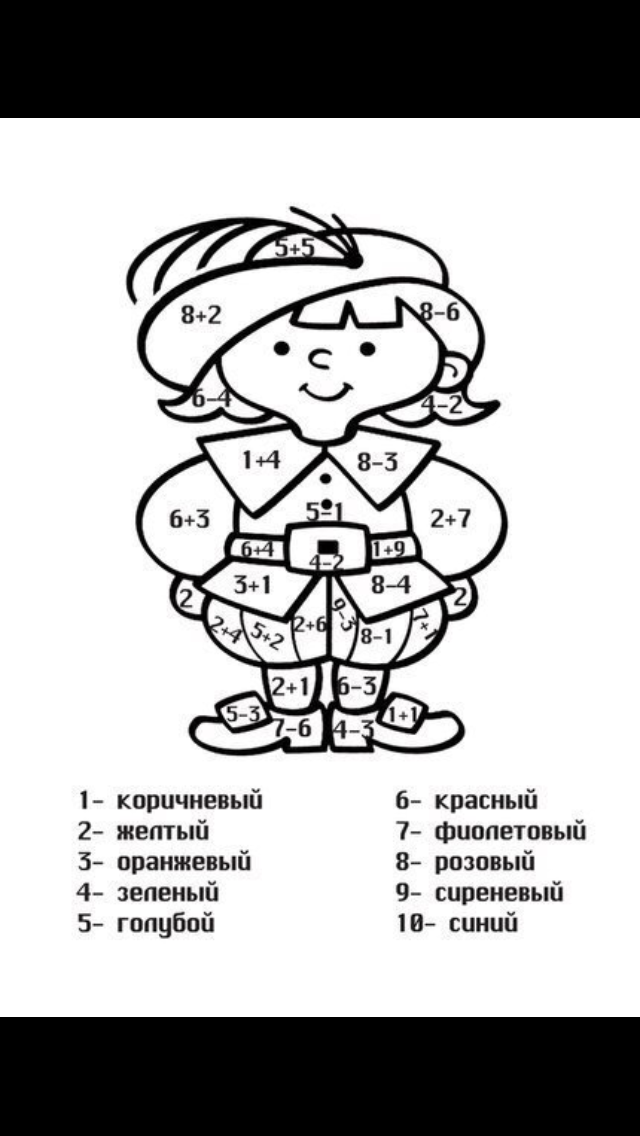 5+5
8+2
8-6
6-4
4-2
1+4
8-3
5-1
6+3
2+7
6+4
4-2
1+9
3+1
8-4
2
2
2+4
5+2
2+6
9-3
8-1
7+1
2+1
6-3
5-3
7-6
4-3
1+1
1- коричневый
2- желтый
3- оранжевый
4- зеленый
5- голубой
6- красный
7- фиолетовый
8- розовый
9- сиреневый
10- синий